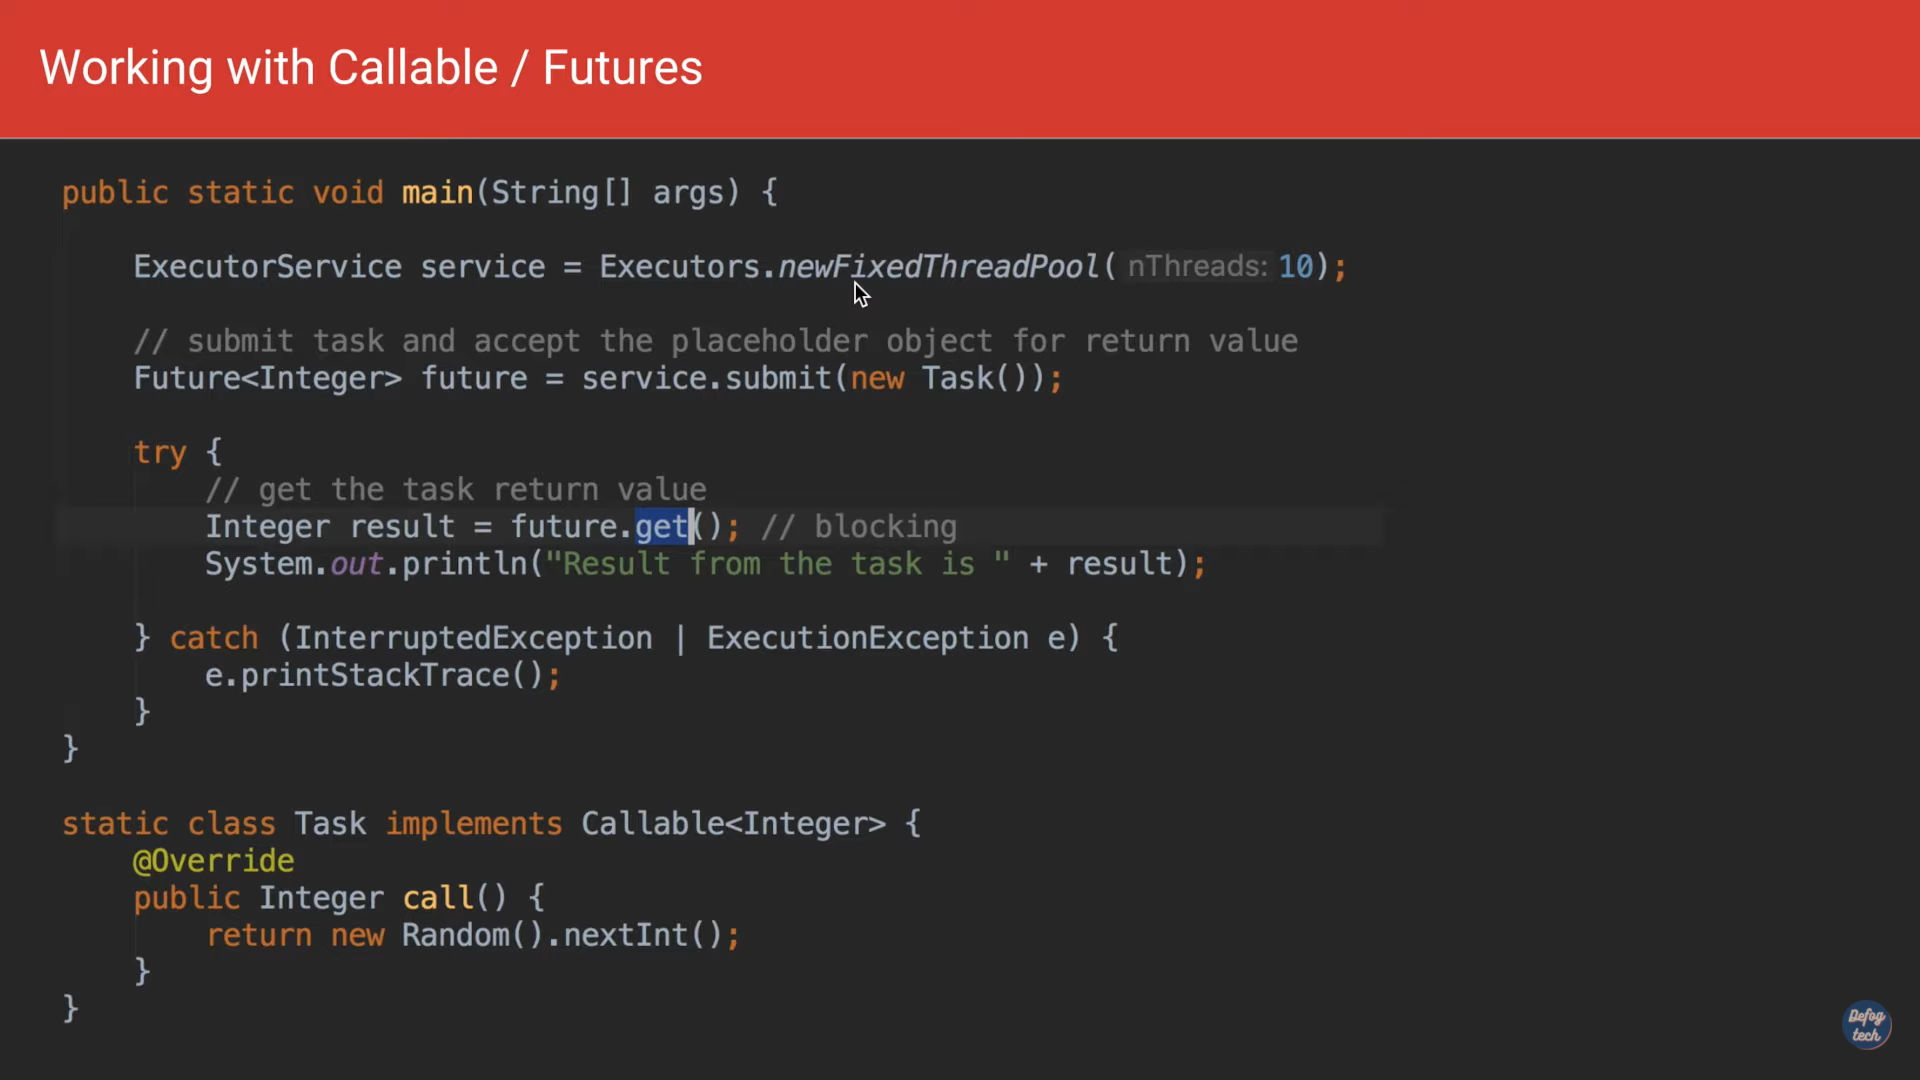 Working with Callable / Futures
public static void main(String[] args) {
ExecutorService service = Executors.newFixedThreadPool( nThreads: 10);
// submit task and accept the placeholder object for return value
Future<Integer> future = service.submit(new Task());
try {
// get the task return value
Integer result = future.get(); // blocking
System.out.println("Result from the task is " + result);
} catch (InterruptedException | ExecutionException e) {
e.printStackTrace();
}
}
static class Task implements Callable<Integer> {
@Override
public Integer call() {
return new Random().nextInt();
}
}
Defog
tech